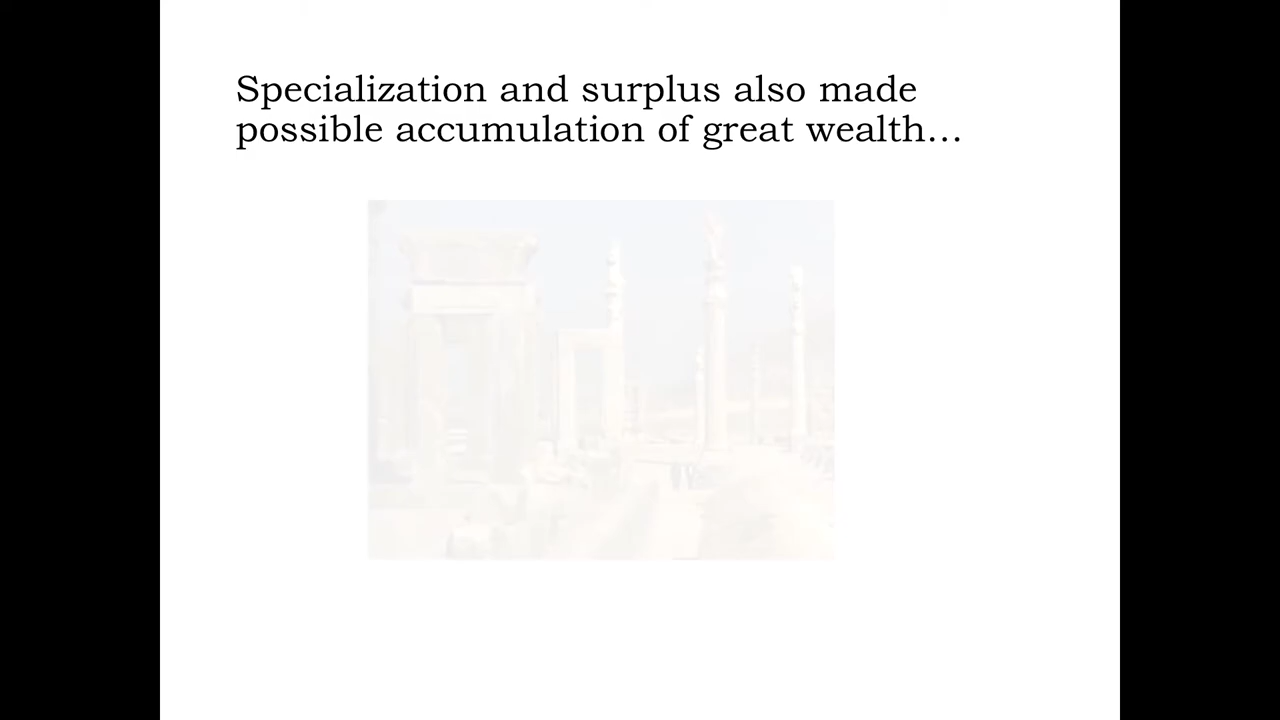 Specialization and surplus also made
possible accumulation of great wealth…